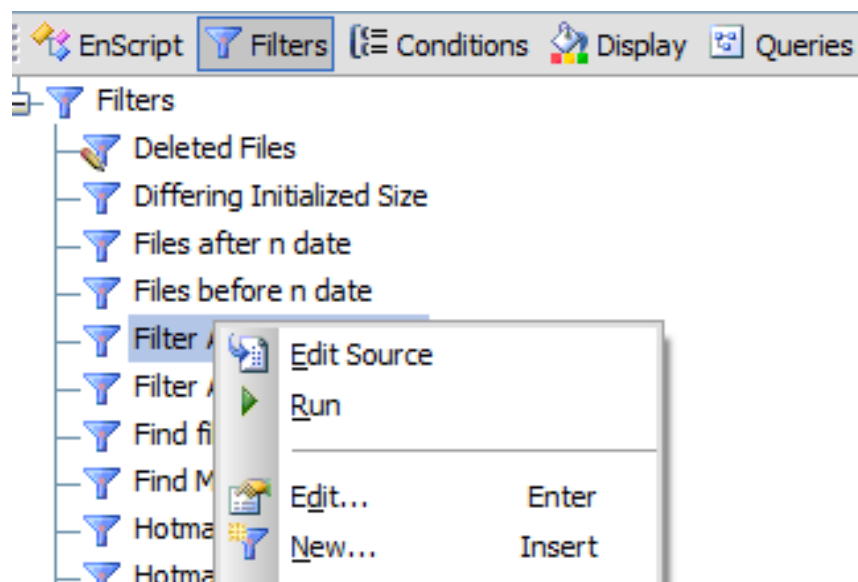 EnScript Filters Conditions Display Queries
Filters
Deleted Files
Differing Initialized Size
Files after n date
Files before n date
Filter
Filter
Find
Find
Edit Source
Run
Edit... Enter
New... Insert